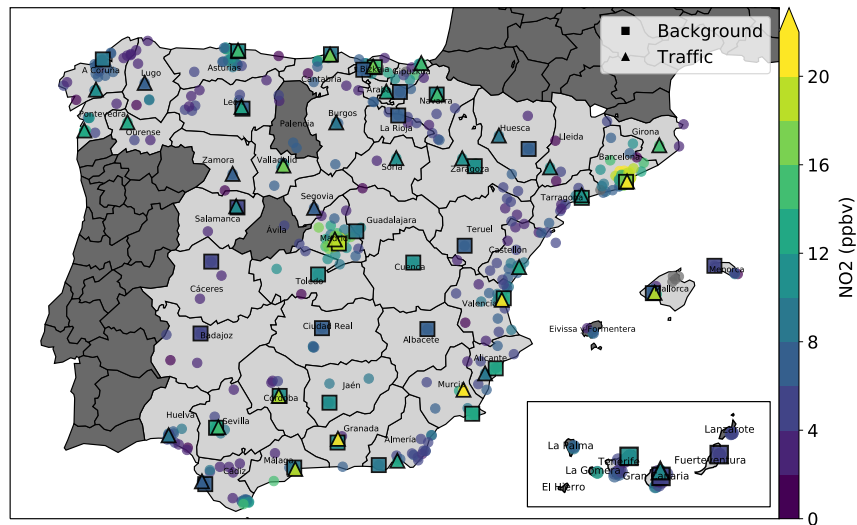 Background
Traffic
A Coruña
Lugo
Asturias
Cantabria
Bizkaia
Gipuzkoa
Araba
Navarra
Pontevedra
Ourense
León
Palencia
Burgos
La Rioja
Huesca
Lleida
Girona
Barcelona
Zamora
Valladolid
Soria
Zaragoza
Tarragona
Salamanca
Segovia
Ávila
Guadalajara
Madrid
Teruel
Castellón
Cáceres
Toledo
Cuenca
Valencia
Mallorca
Menorca
Eivissa y Formentera
Badajoz
Ciudad Real
Albacete
Alicante
Murcia
Huelva
Sevilla
Córdoba
Jaén
Granada
Almería
Málaga
Cádiz
La Palma
La Gomera
El Hierro
Tenerife
Gran Canaria
Fuerteventura
Lanzarote
20
16
12
8
4
0
NO2 (ppbv)